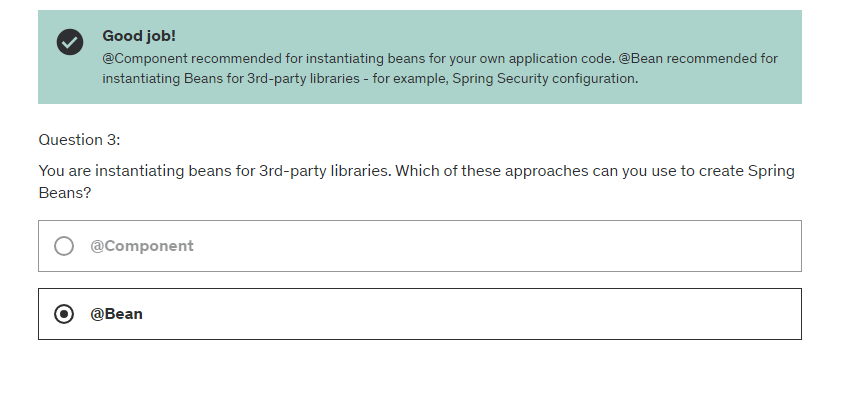 Good job!
@Component recommended for instantiating beans for your own application code. @Bean recommended for
instantiating Beans for 3rd-party libraries - for example, Spring Security configuration.
Question 3:
You are instantiating beans for 3rd-party libraries. Which of these approaches can you use to create Spring
Beans?
@Component
@Bean